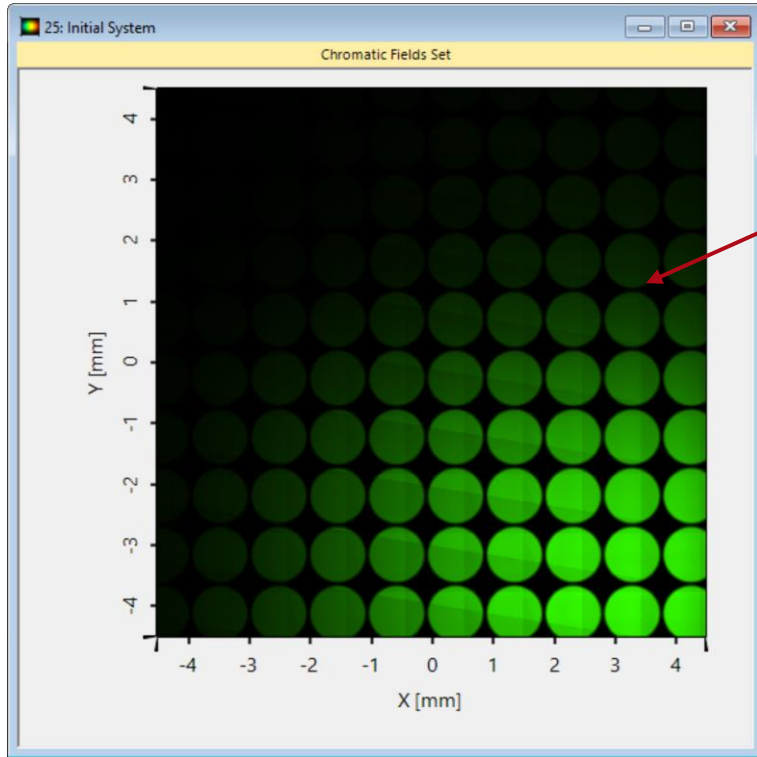 25: Initial System
Chromatic Fields Set
4
3
2
1
0
-1
-2
-3
-4
Y [mm]
-4 -3 -2 -1 0 1 2 3 4
X [mm]